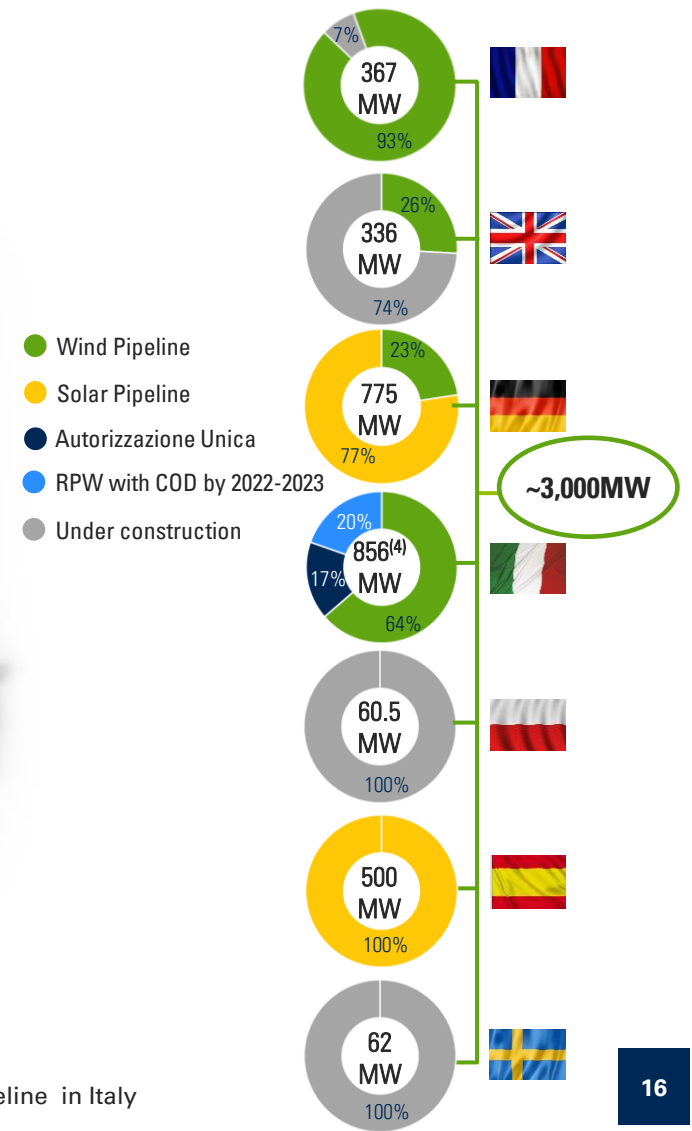 7%
367
MW
93%
26%
336
MW
74%
Wind Pipeline
Solar Pipeline
Autorizzazione Unica
RPW with COD by 2022-2023
Under construction
23%
775
MW
77%
~3,000MW
20%
856(4)
MW
17%
64%
60.5
MW
100%
500
MW
100%
62
MW
100%
eline in Italy
16